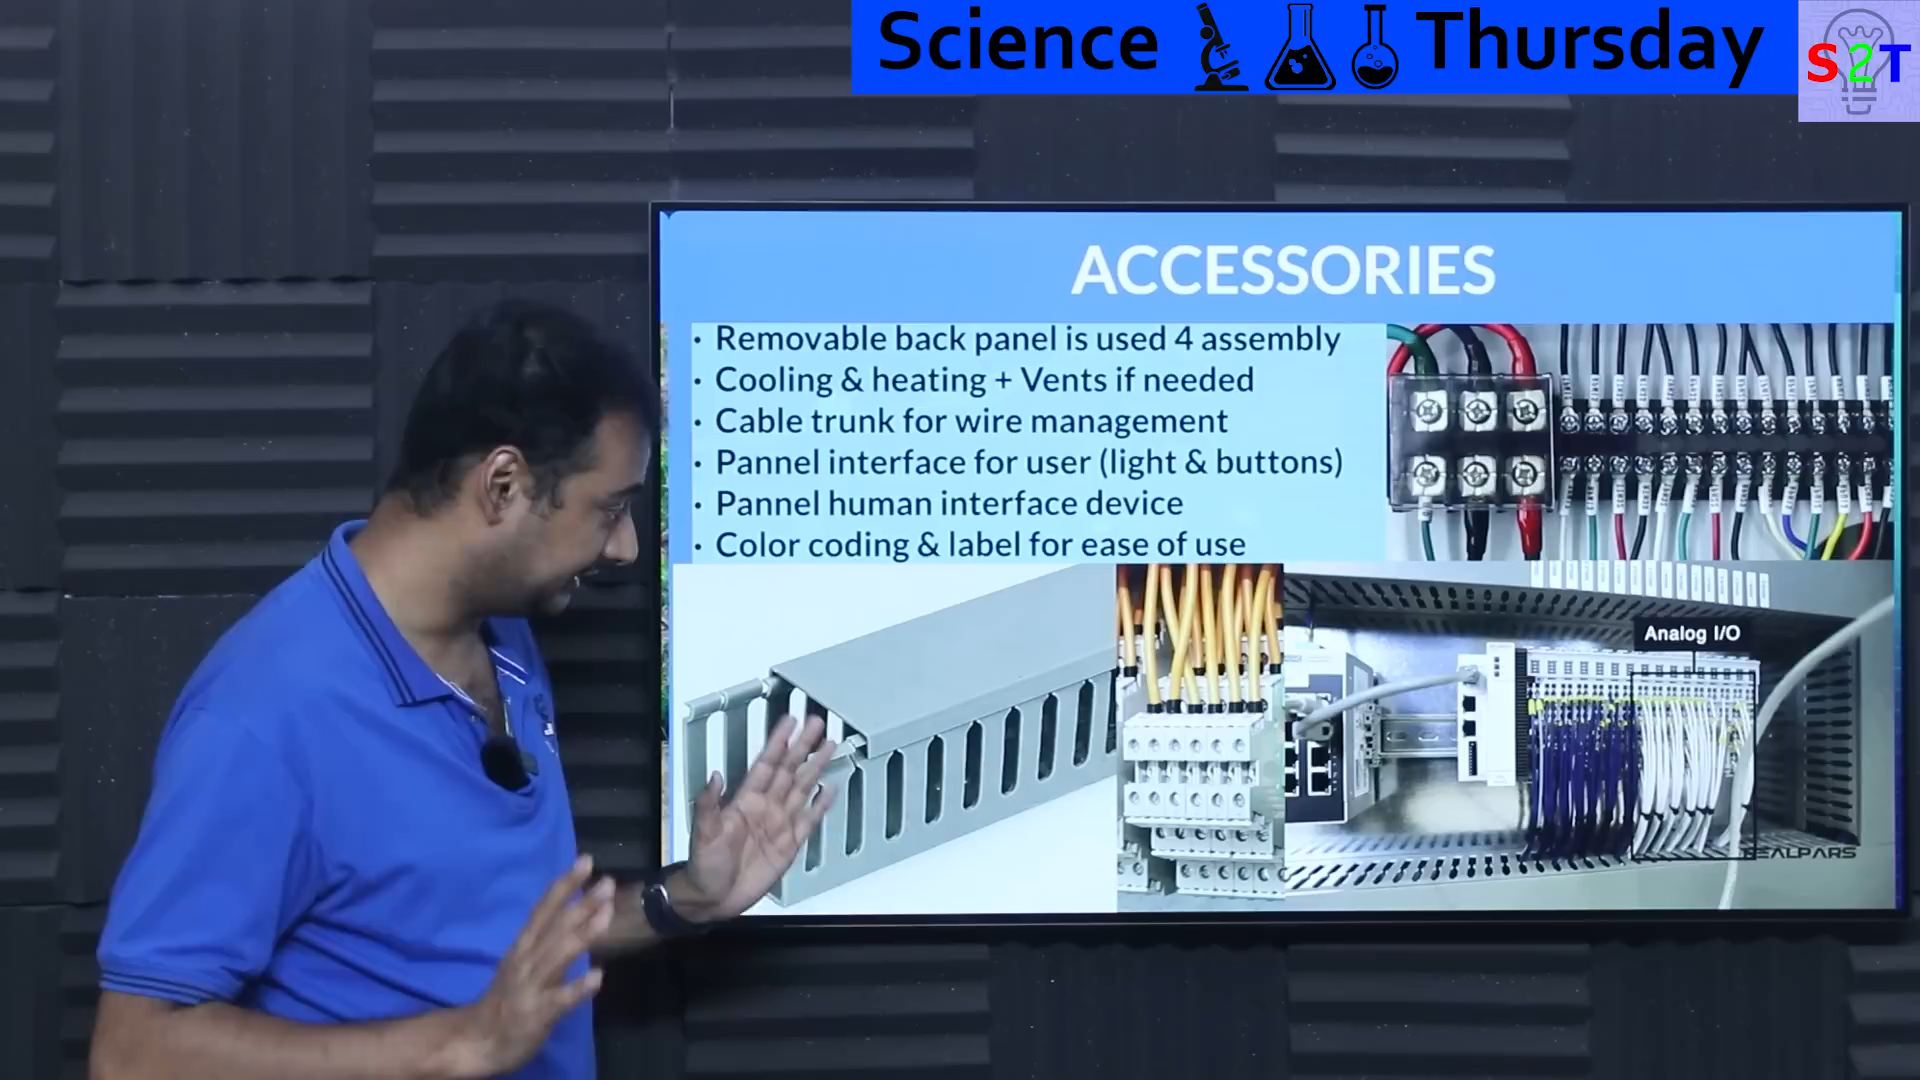 Science Thursday
S2T
ACCESSORIES
• Removable back panel is used 4 assembly
• Cooling & heating + Vents if needed
• Cable trunk for wire management
• Pannel interface for user (light & buttons)
• Pannel human interface device
• Color coding & label for ease of use
Analog I/O
REALPARS